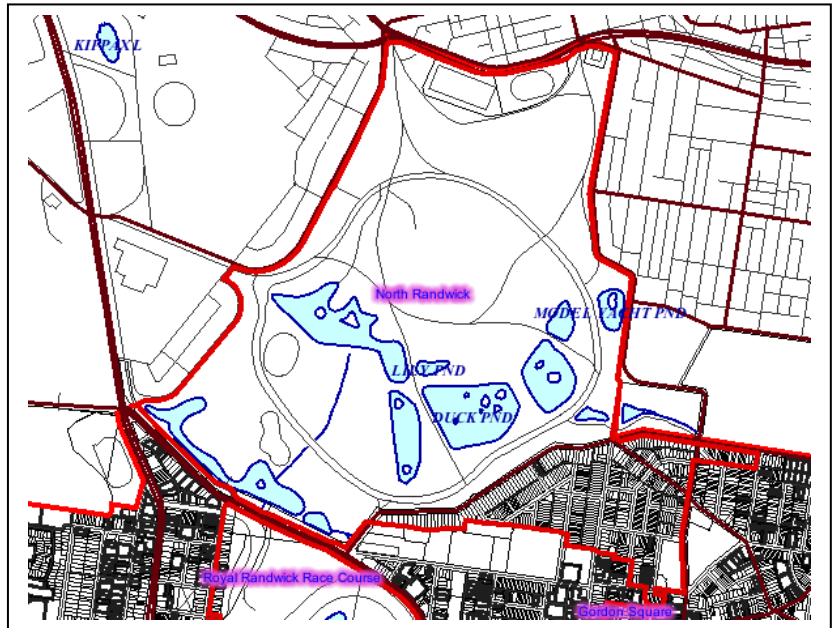 KIPPAX L
North Randwick
MODEL YACHT PND
LILY PND
DUCK PND
Royal Randwick Race Course
Gordon Square